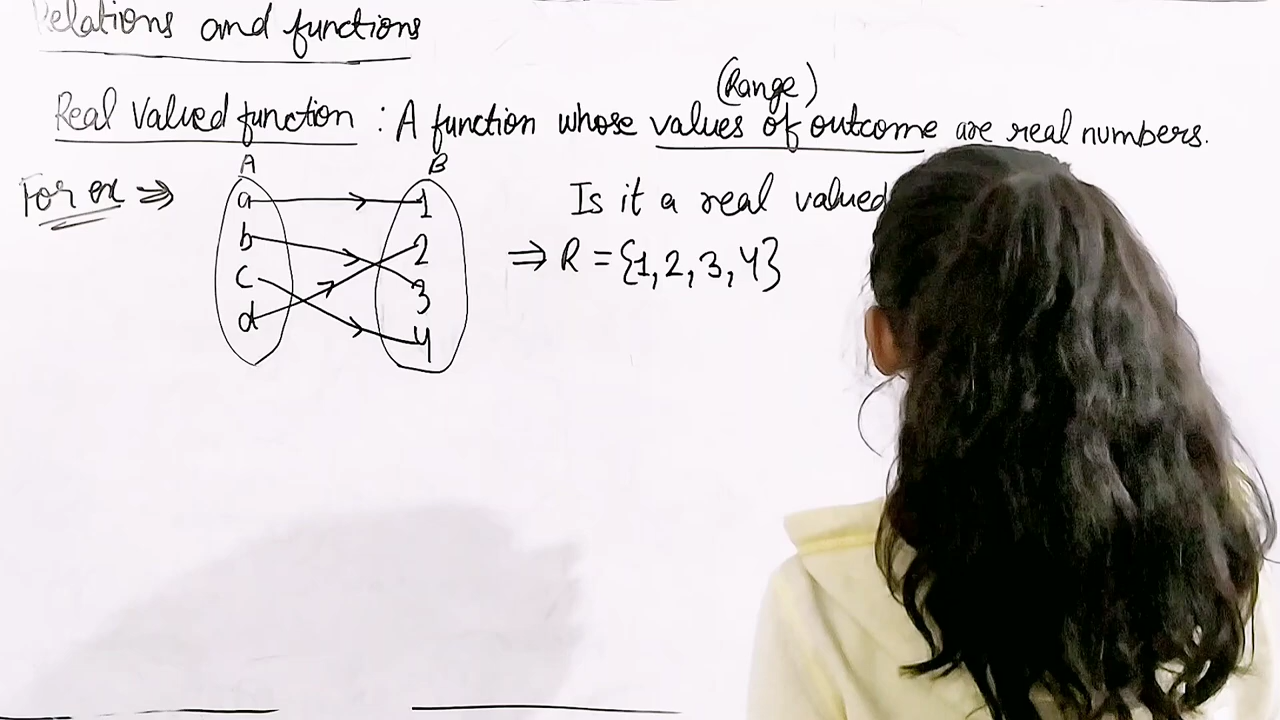 Relations and functions
(Range)
Real Valued function : A function whose values of outcome are real numbers.
A B
For ex ⇒ a 1 Is it a real valued
b 2 ⇒ R = {1, 2, 3, 4}
c 3
d 4